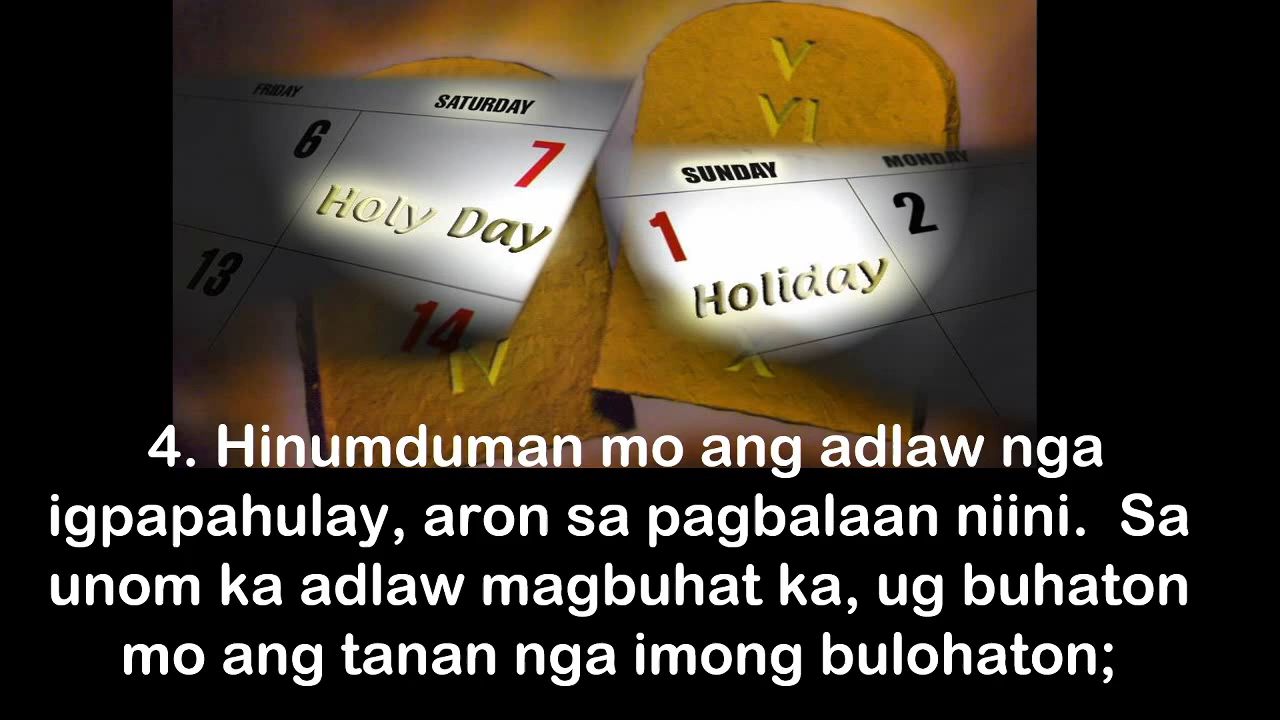 FRIDAY
SATURDAY
6
7
Holy Day
13
14
IV
V
VI
SUNDAY
MONDAY
1
2
Holiday
X
4. Hinumduman mo ang adlaw nga
igpapahulay, aron sa pagbalaan niini.  Sa
unom ka adlaw magbuhat ka, ug buhaton
mo ang tanan nga imong bulohaton;